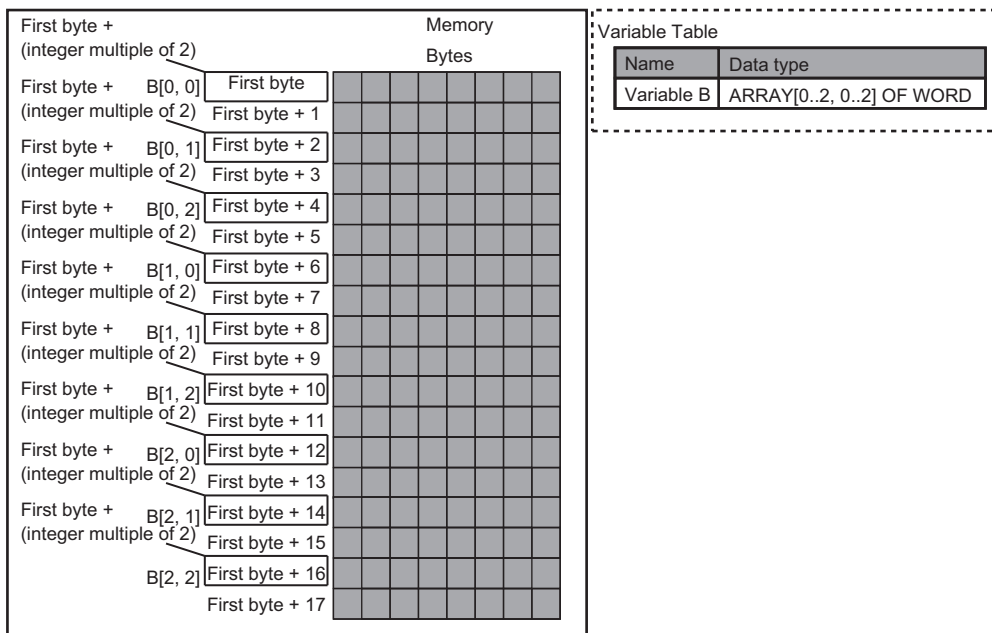 First byte +
(integer multiple of 2)
Memory
Bytes
First byte +
(integer multiple of 2)
B[0, 0]
First byte
First byte + 1
First byte +
(integer multiple of 2)
B[0, 1]
First byte + 2
First byte + 3
First byte +
(integer multiple of 2)
B[0, 2]
First byte + 4
First byte + 5
First byte +
(integer multiple of 2)
B[1, 0]
First byte + 6
First byte + 7
First byte +
(integer multiple of 2)
B[1, 1]
First byte + 8
First byte + 9
First byte +
(integer multiple of 2)
B[1, 2]
First byte + 10
First byte + 11
First byte +
(integer multiple of 2)
B[2, 0]
First byte + 12
First byte + 13
First byte +
(integer multiple of 2)
B[2, 1]
First byte + 14
First byte + 15
B[2, 2]
First byte + 16
First byte + 17
Variable Table
Name Data type
Variable B ARRAY[0..2, 0..2] OF WORD